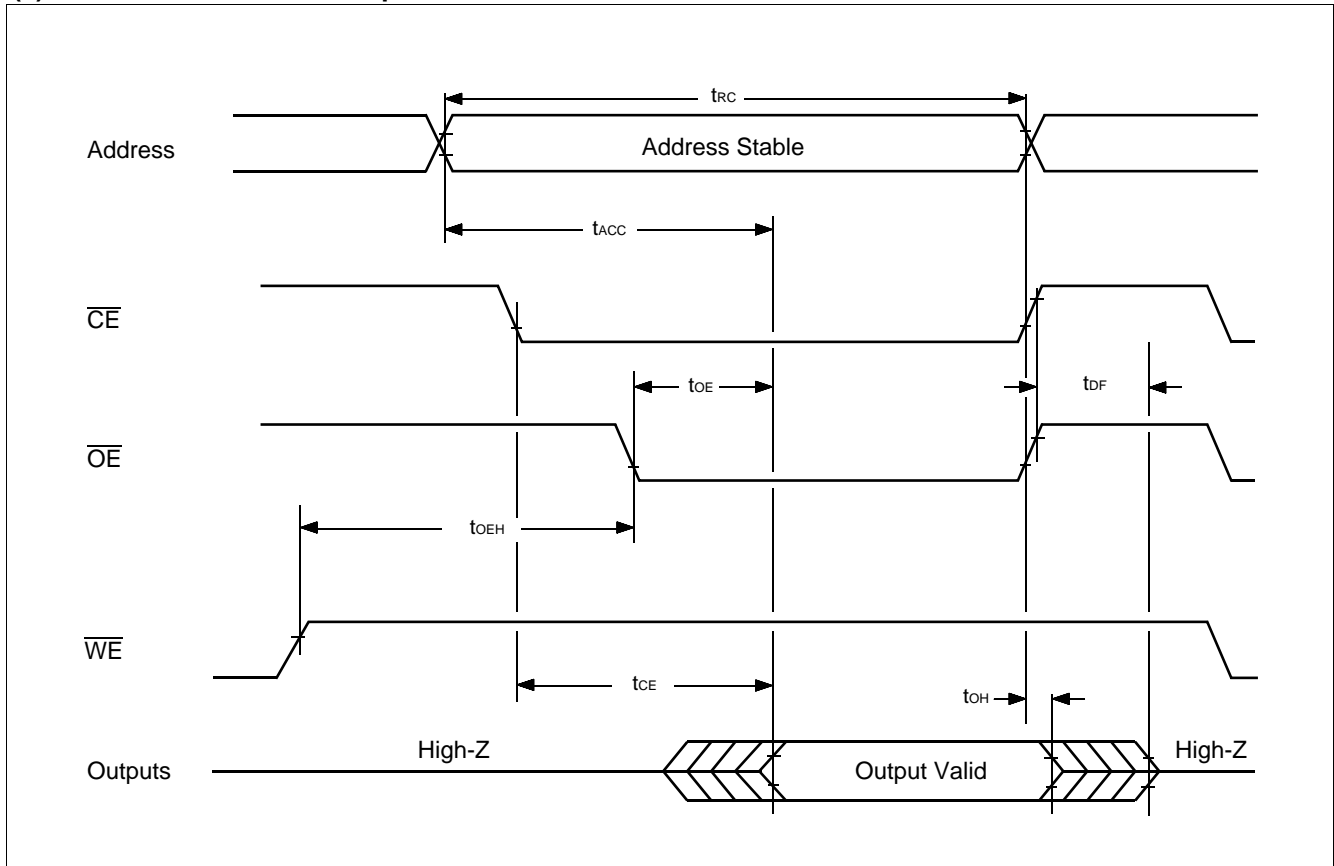 tRC
Address
Address Stable
tACC
CE
tOE
tDF
OE
tOEH
WE
tCE
tOH
High-Z
High-Z
Outputs
Output Valid